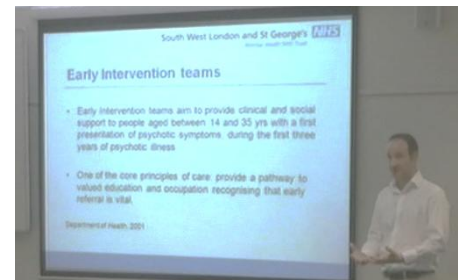 South West London and St George's NHS
Mental Health NHS Trust
Early Intervention teams
• Early Intervention teams aim to provide clinical and social
support to people aged between 14 and 35 yrs with a first
presentation of psychotic symptoms during the first three
years of psychotic illness
• One of the core principles of care: provide a pathway to
valued education and occupation recognising that early
referral is vital.
Department of Health, 2001